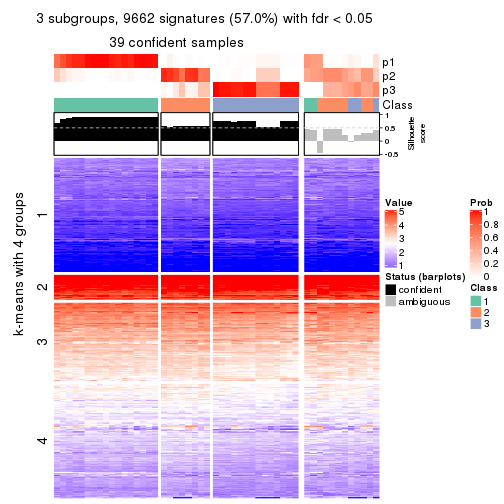 3 subgroups, 9662 signatures (57.0%) with fdr < 0.05
39 confident samples
p1
p2
p3
Class
1
0.5
0
-0.5
Silhouette
score
k-means with 4 groups
1
2
3
4
Value
5
4
3
2
1
Status (barplots)
confident
ambiguous
Prob
1
0.8
0.6
0.4
0.2
0
Class
1
2
3